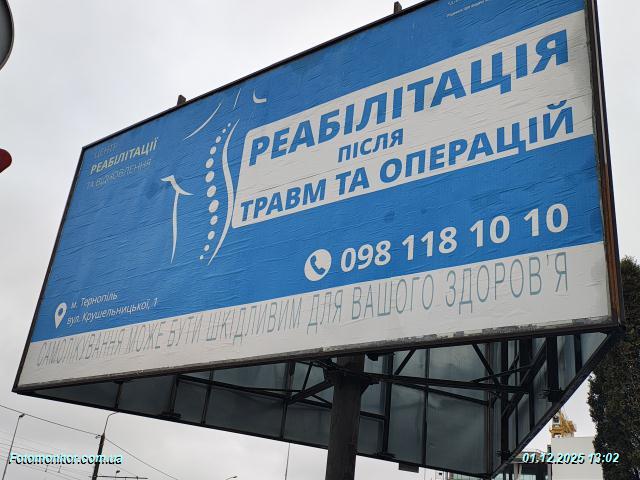 ЦЕНТР
РЕАБІЛІТАЦІЇ
ТА ВІДНОВЛЕННЯ
РЕАБІЛІТАЦІЯ
ПІСЛЯ
ТРАВМ ТА ОПЕРАЦІЙ
098 118 10 10
м. Тернопіль
вул. Крушельницької, 1
САМОЛІКУВАННЯ МОЖЕ БУТИ ШКІДЛИВИМ ДЛЯ ВАШОГО ЗДОРОВ'Я
Fotomonitor.com.ua
01.12.2025 13:02